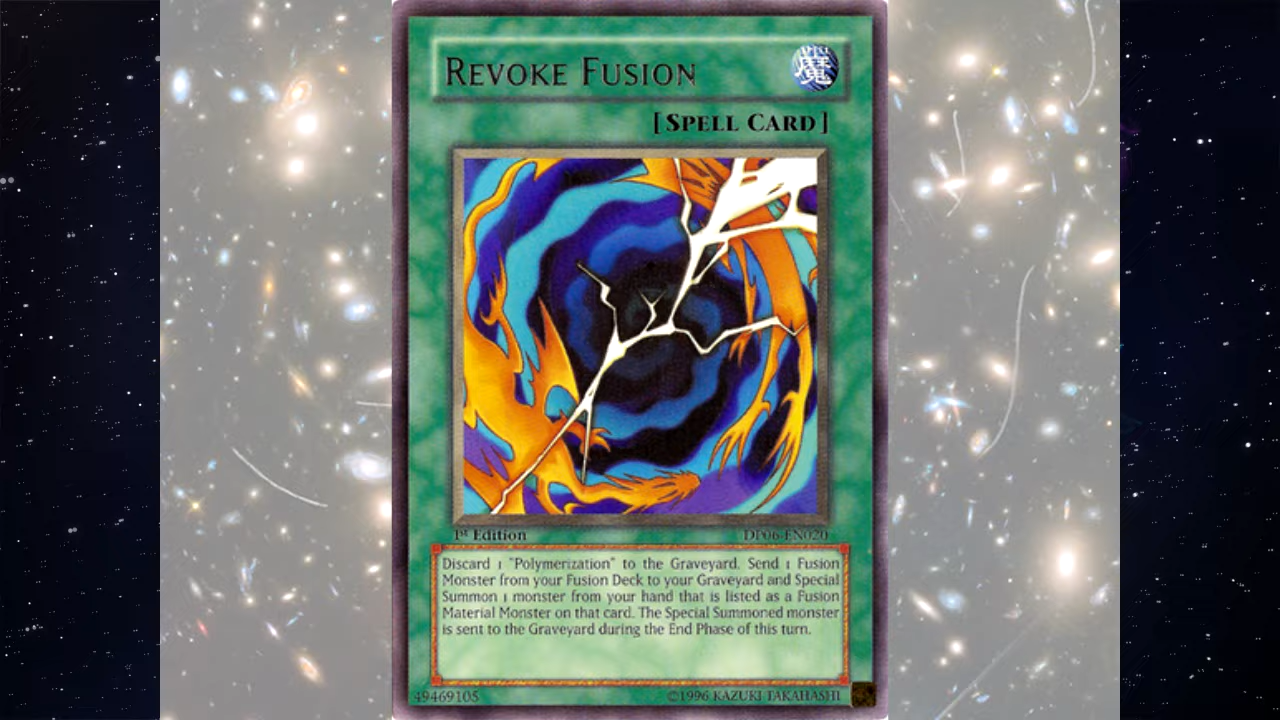 REVOKE FUSION
魔
[SPELL CARD]
1st Edition
DP06-EN020
Discard 1 "Polymerization" to the Graveyard. Send 1 Fusion
Monster from your Fusion Deck to your Graveyard and Special
Summon 1 monster from your hand that is listed as a Fusion
Material Monster on that card. The Special Summoned monster
is sent to the Graveyard during the End Phase of this turn.
49469105
©1996 KAZUKI TAKAHASHI